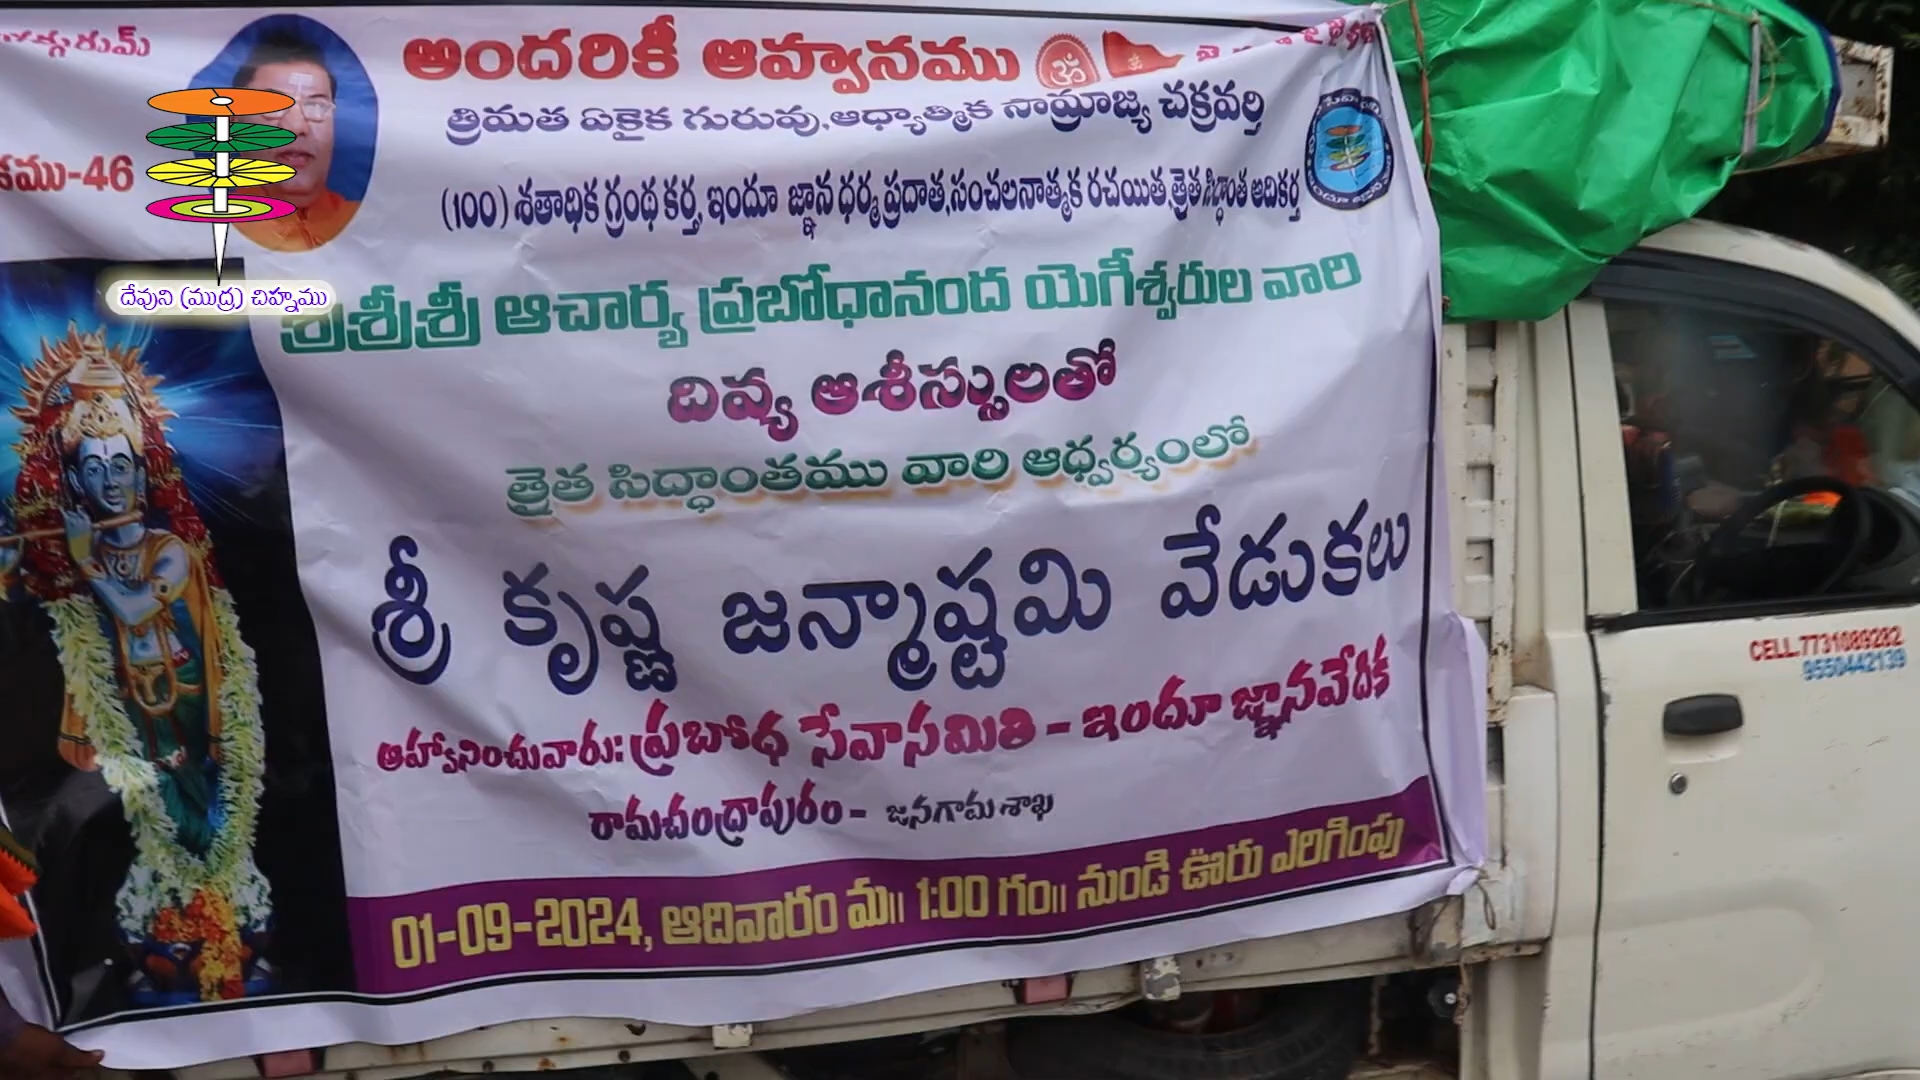 అందరికీ ఆహ్వానము
త్రిమత ఏకైక గురువు,ఆధ్యాత్మిక సామ్రాజ్య చక్రవర్తి
(100) శతాధిక గ్రంథ కర్త, ఇందూ జ్ఞాన ధర్మ ప్రదాత,సంచలనాత్మక రచయిత,త్రైత సిద్ధాంత ఆదికర్త
-46
దేవుని (ముద్ర) చిహ్నము
శ్రీశ్రీశ్రీ ఆచార్య ప్రబోధానంద యెగీశ్వరుల వారి
దివ్య ఆశీస్సులతో
త్రైత సిద్ధాంతము వారి ఆధ్వర్యంలో
శ్రీ కృష్ణ జన్మాష్టమి వేడుకలు
ఆహ్వానించువారు: ప్రబోధ సేవాసమితి - ఇందూ జ్ఞానవేదిక
రామచంద్రాపురం - జనగామ శాఖ
01-09-2024, ఆదివారం మ॥ 1:00 గం॥ నుండి ఊరు ఎరిగింపు
CELL.7731089282
9550442139